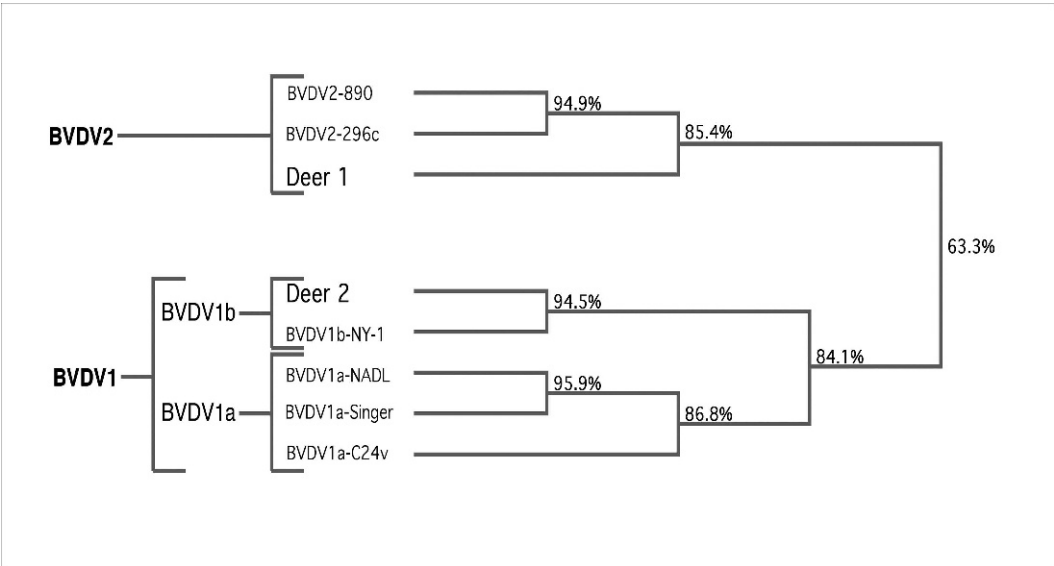 BVDV2-890
94.9%
BVDV2
BVDV2-296c
85.4%
Deer 1
63.3%
Deer 2
94.5%
BVDV1b
BVDV1b-NY-1
84.1%
BVDV1
BVDV1a-NADL
95.9%
BVDV1a
BVDV1a-Singer
86.8%
BVDV1a-C24v